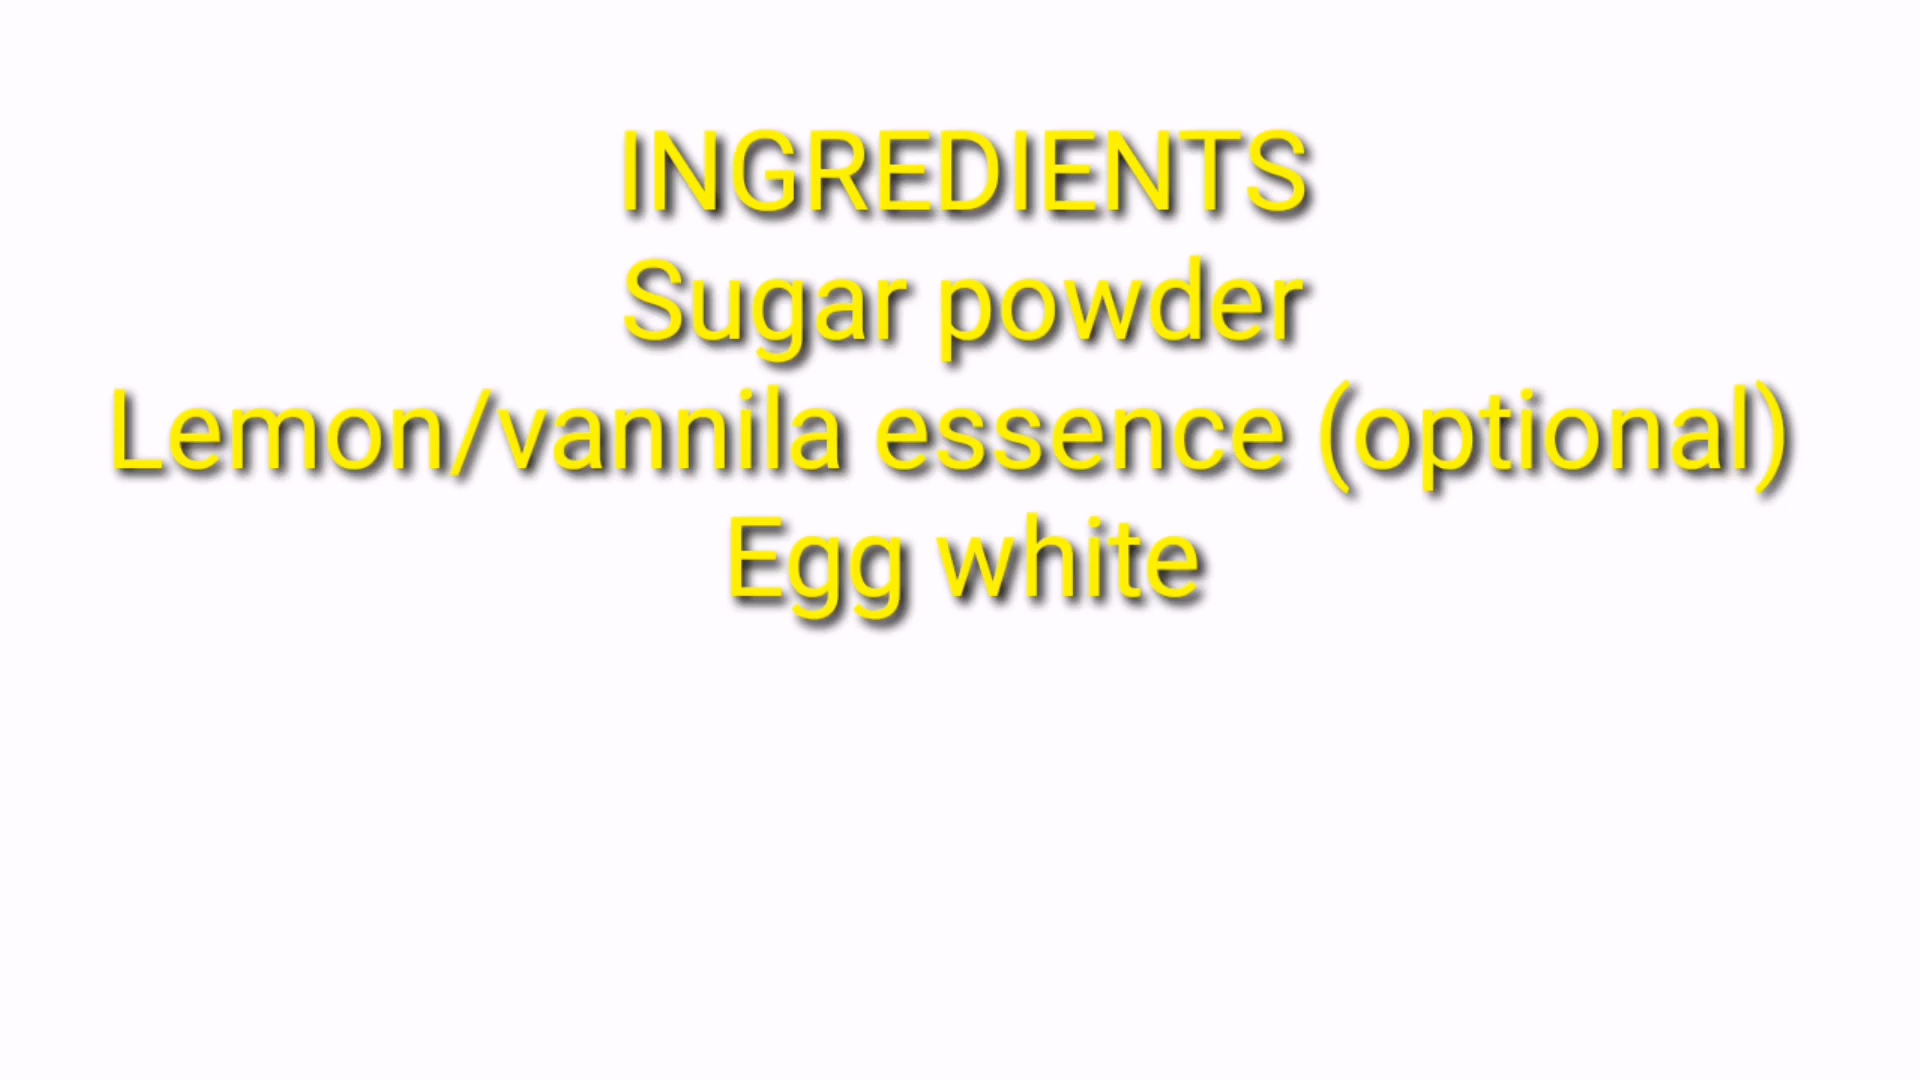 INGREDIENTS
Sugar powder
Lemon/vannila essence (optional)
Egg white